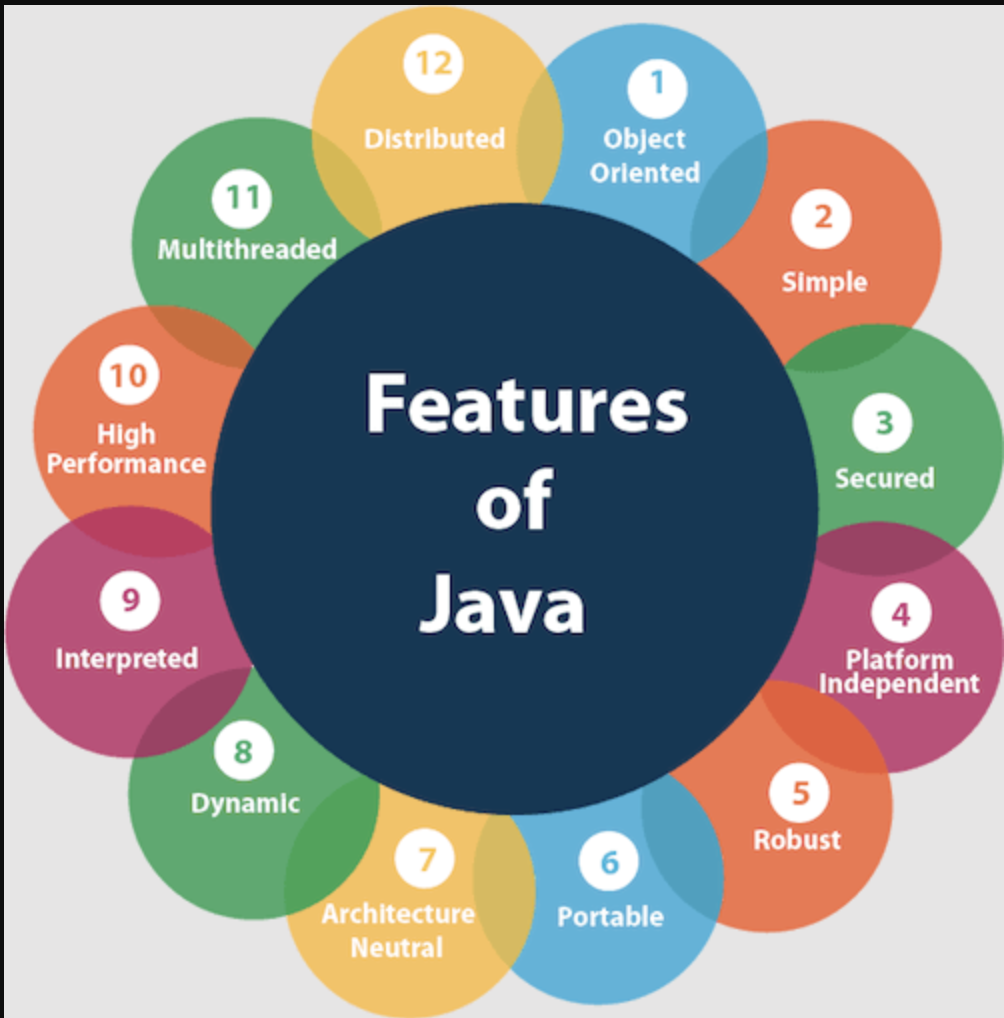 Features
of
Java
1
Object
Oriented
2
Simple
3
Secured
4
Platform
Independent
5
Robust
6
Portable
7
Architecture
Neutral
8
Dynamic
9
Interpreted
10
High
Performance
11
Multithreaded
12
Distributed